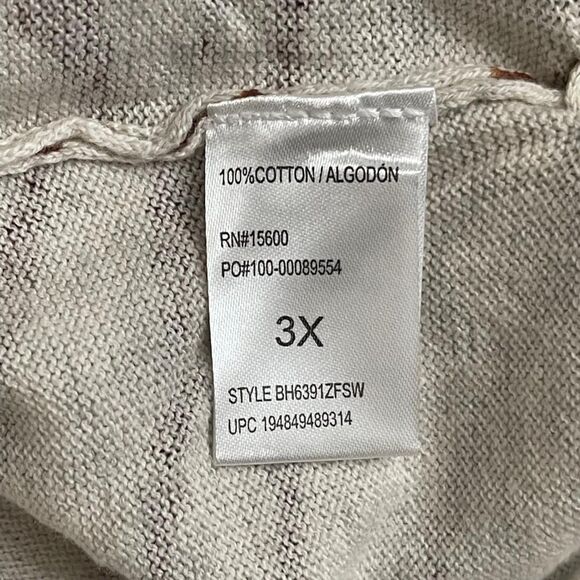 100%COTTON / ALGODÓN
RN#15600
PO#100-00089554
3X
STYLE BH6391ZFSW
UPC 194849489314